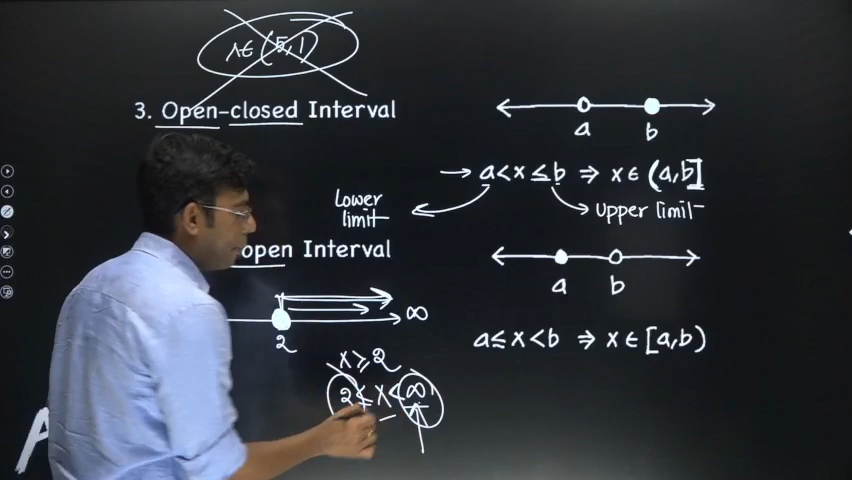 x ∈ (5,1)
3. Open-closed Interval
a b
→ a < x ≤ b ⇒ x ∈ (a,b]
Lower
limit
upper limit
open Interval
a b
∞
2
a ≤ x < b ⇒ x ∈ [a,b)
x ≥ 2
2 ≤ x < ∞